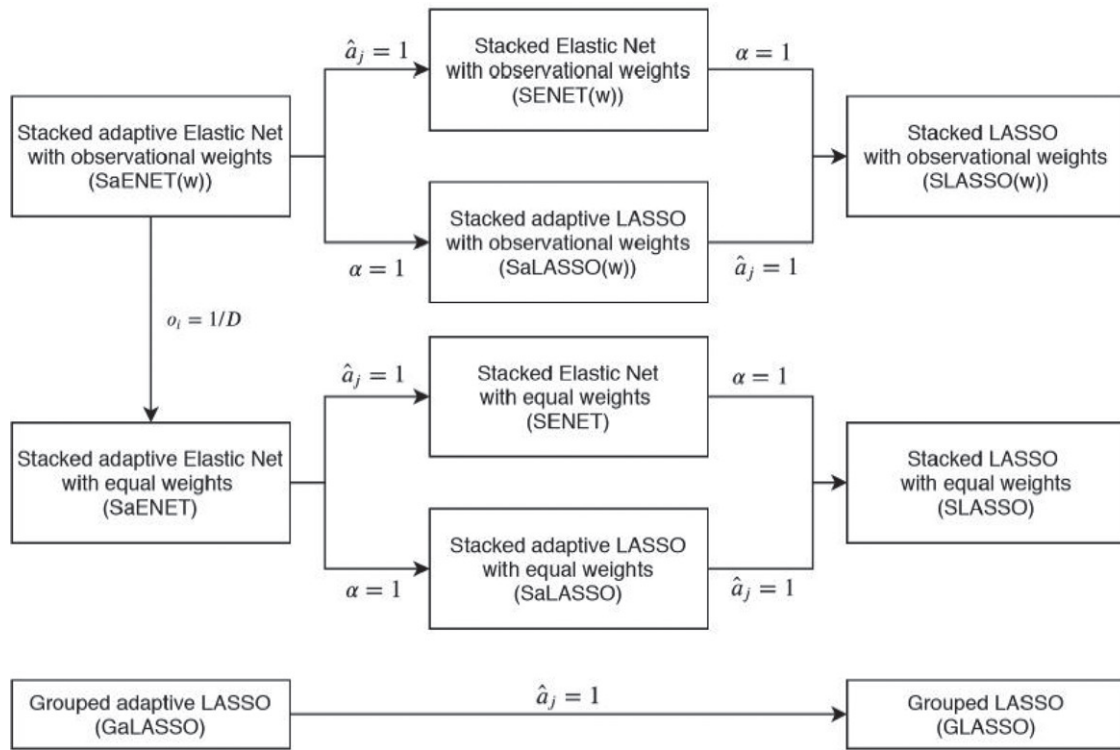 â_j = 1
Stacked Elastic Net
with observational weights
(SENET(w))
α = 1
Stacked adaptive Elastic Net
with observational weights
(SaENET(w))
Stacked LASSO
with observational weights
(SLASSO(w))
α = 1
Stacked adaptive LASSO
with observational weights
(SaLASSO(w))
â_j = 1
o_i = 1/D
â_j = 1
Stacked Elastic Net
with equal weights
(SENET)
α = 1
Stacked adaptive Elastic Net
with equal weights
(SaENET)
Stacked LASSO
with equal weights
(SLASSO)
α = 1
Stacked adaptive LASSO
with equal weights
(SaLASSO)
â_j = 1
Grouped adaptive LASSO
(GaLASSO)
â_j = 1
Grouped LASSO
(GLASSO)